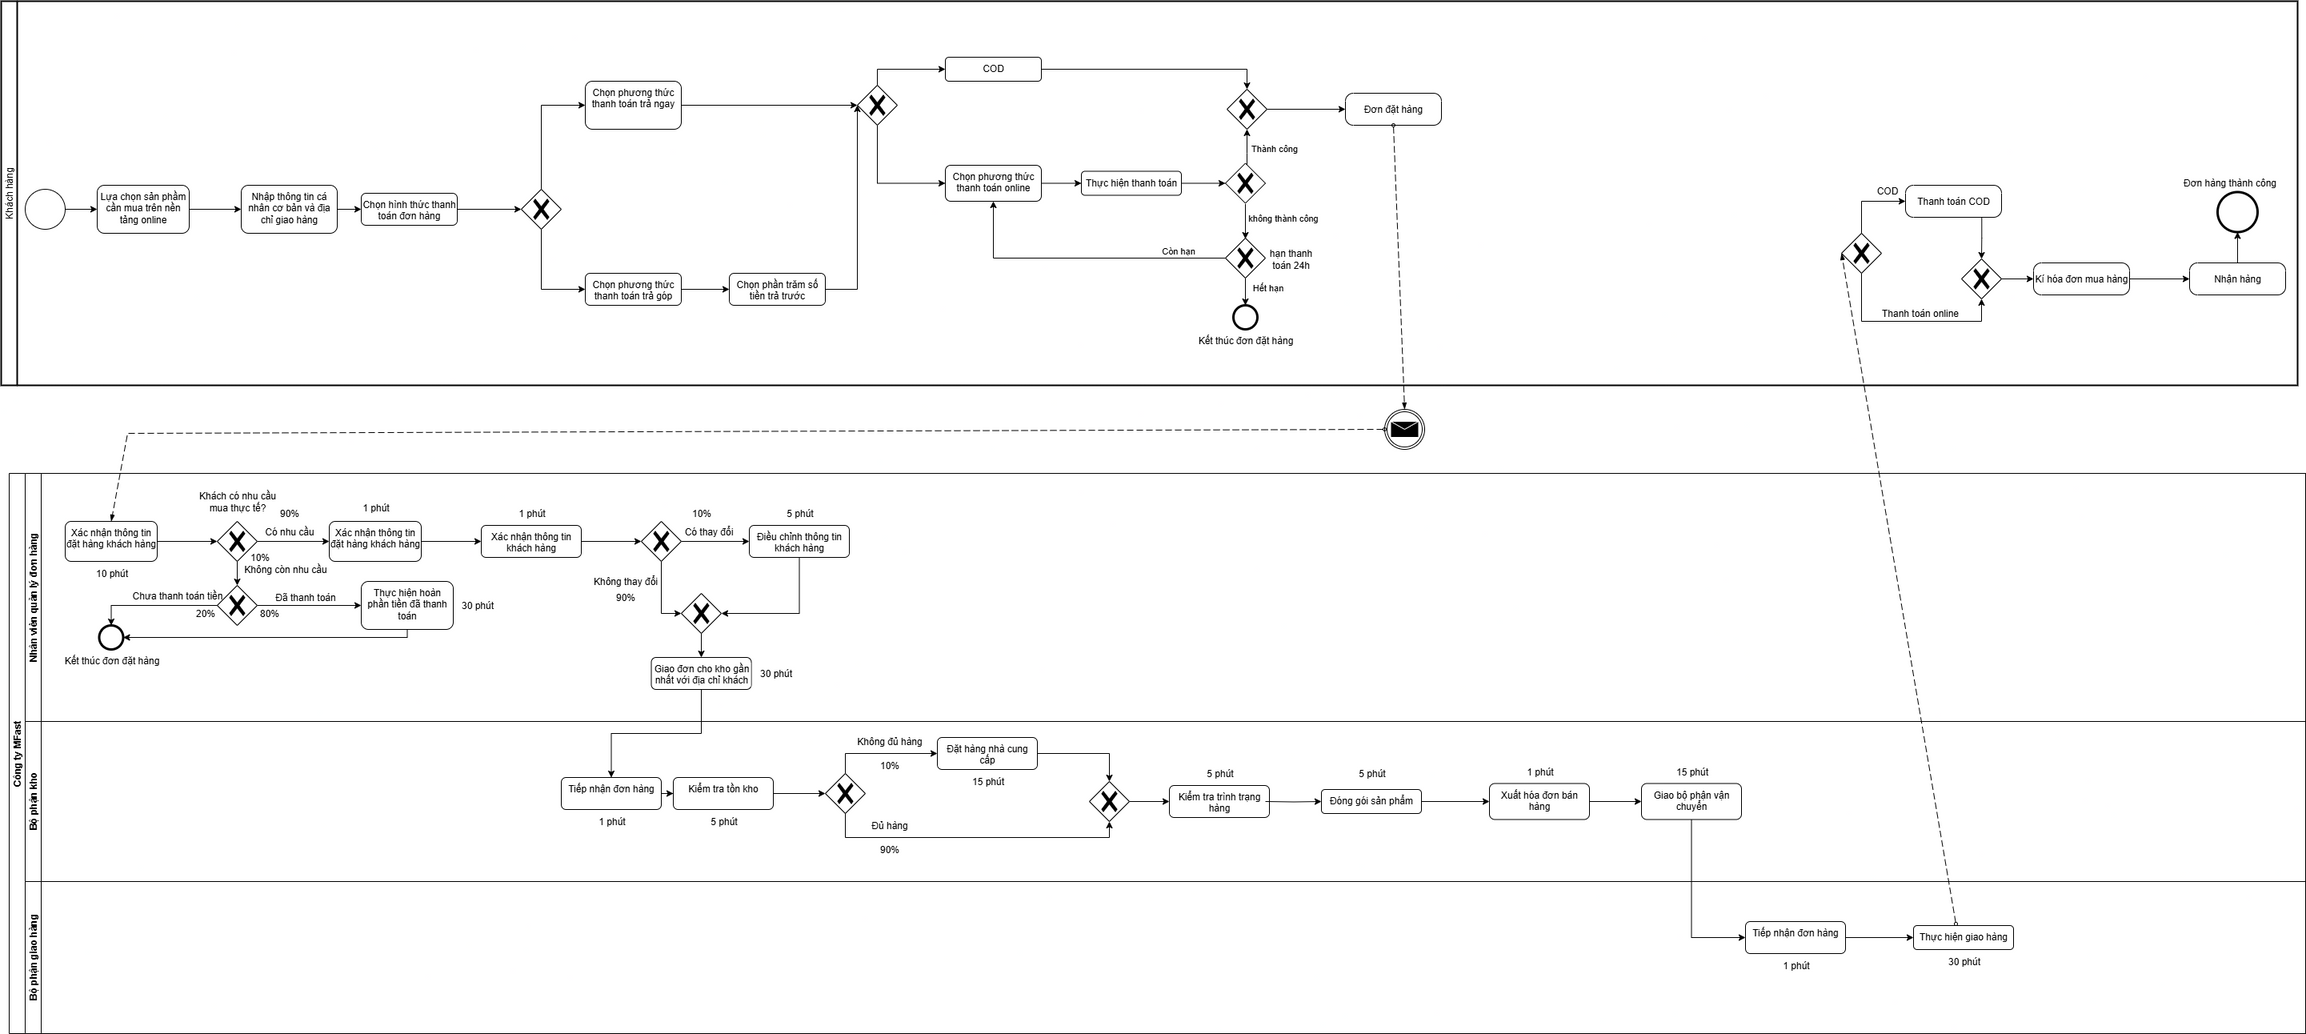 Khách hàng
Lựa chọn sản phầm
cần mua trên nền
tảng online
Nhập thông tin cá
nhân cơ bản và địa
chỉ giao hàng
Chọn hình thức thanh
toán đơn hàng
Chọn phương thức
thanh toán trả ngay
Chọn phương thức
thanh toán trả góp
Chọn phần trăm số
tiền trả trước
COD
Chọn phương thức
thanh toán online
Thực hiện thanh toán
Thành công
không thành công
Còn hạn
hạn thanh
toán 24h
Hết hạn
Kết thúc đơn đặt hàng
Đơn đặt hàng
COD
Thanh toán COD
Thanh toán online
Kí hóa đơn mua hàng
Nhận hàng
Đơn hàng thành công
Công ty MFast
Nhân viên quản lý đơn hàng
Xác nhận thông tin
đặt hàng khách hàng
10 phút
Khách có nhu cầu
mua thực tế?
90%
Có nhu cầu
10%
Không còn nhu cầu
1 phút
Xác nhận thông tin
đặt hàng khách hàng
Chưa thanh toán tiền
20%
Đã thanh toán
80%
Thực hiện hoàn
phần tiền đã thanh
toán
30 phút
Kết thúc đơn đặt hàng
1 phút
Xác nhận thông tin
khách hàng
10%
Có thay đổi
5 phút
Điều chỉnh thông tin
khách hàng
Không thay đổi
90%
Giao đơn cho kho gần
nhất với địa chỉ khách
30 phút
Bộ phận kho
Tiếp nhận đơn hàng
1 phút
Kiểm tra tồn kho
5 phút
Không đủ hàng
10%
Đặt hàng nhà cung
cấp
15 phút
Đủ hàng
90%
5 phút
Kiểm tra trình trạng
hàng
5 phút
Đóng gói sản phẩm
1 phút
Xuất hóa đơn bán
hàng
15 phút
Giao bộ phận vận
chuyển
Bộ phận giao hàng
Tiếp nhận đơn hàng
1 phút
Thực hiện giao hàng
30 phút